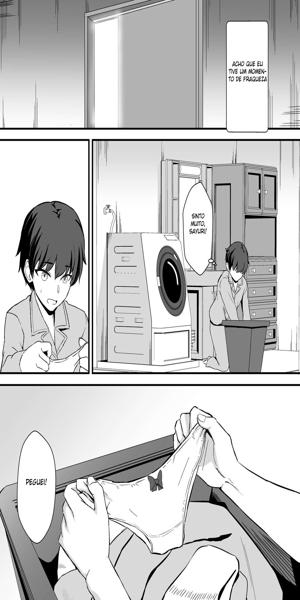 ACHO QUE EU
TIVE UM MOMEN-
TO DE FRAQUEZA
SINTO
MUITO,
SAYURI!
PEGUEI!